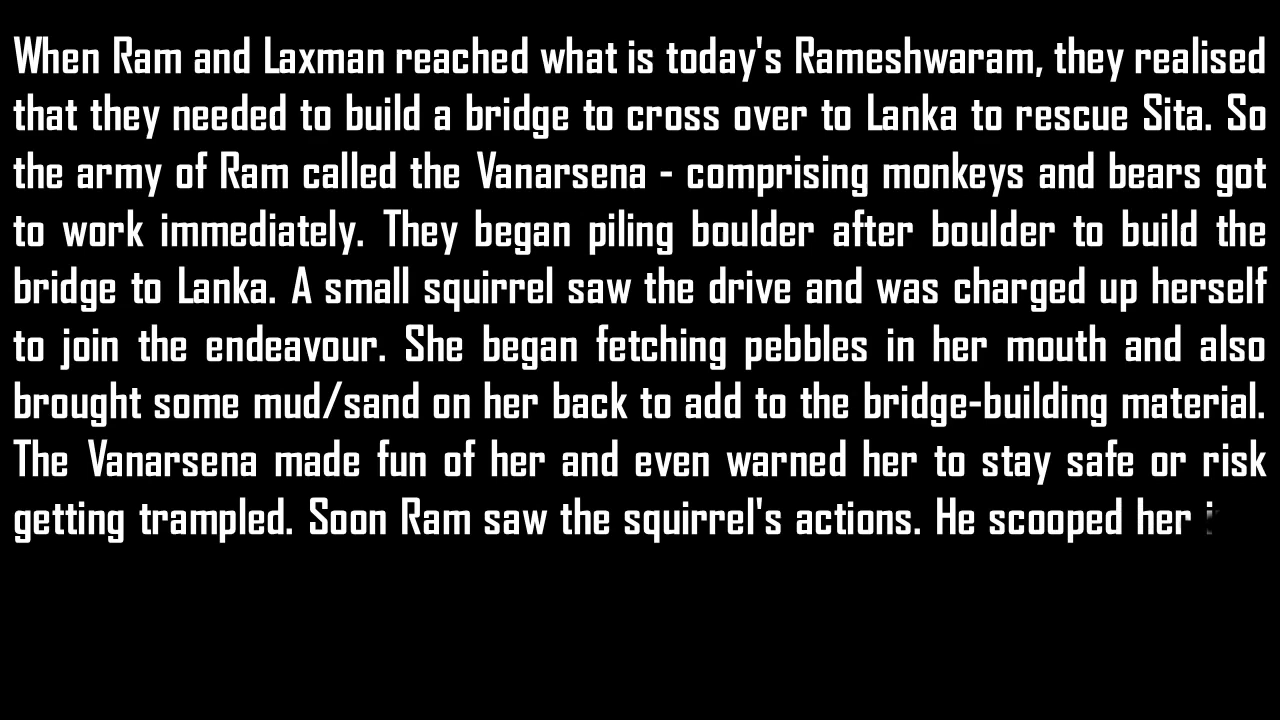 When Ram and Laxman reached what is today's Rameshwaram, they realised
that they needed to build a bridge to cross over to Lanka to rescue Sita. So
the army of Ram called the Vanarsena - comprising monkeys and bears got
to work immediately. They began piling boulder after boulder to build the
bridge to Lanka. A small squirrel saw the drive and was charged up herself
to join the endeavour. She began fetching pebbles in her mouth and also
brought some mud/sand on her back to add to the bridge-building material.
The Vanarsena made fun of her and even warned her to stay safe or risk
getting trampled. Soon Ram saw the squirrel's actions. He scooped her